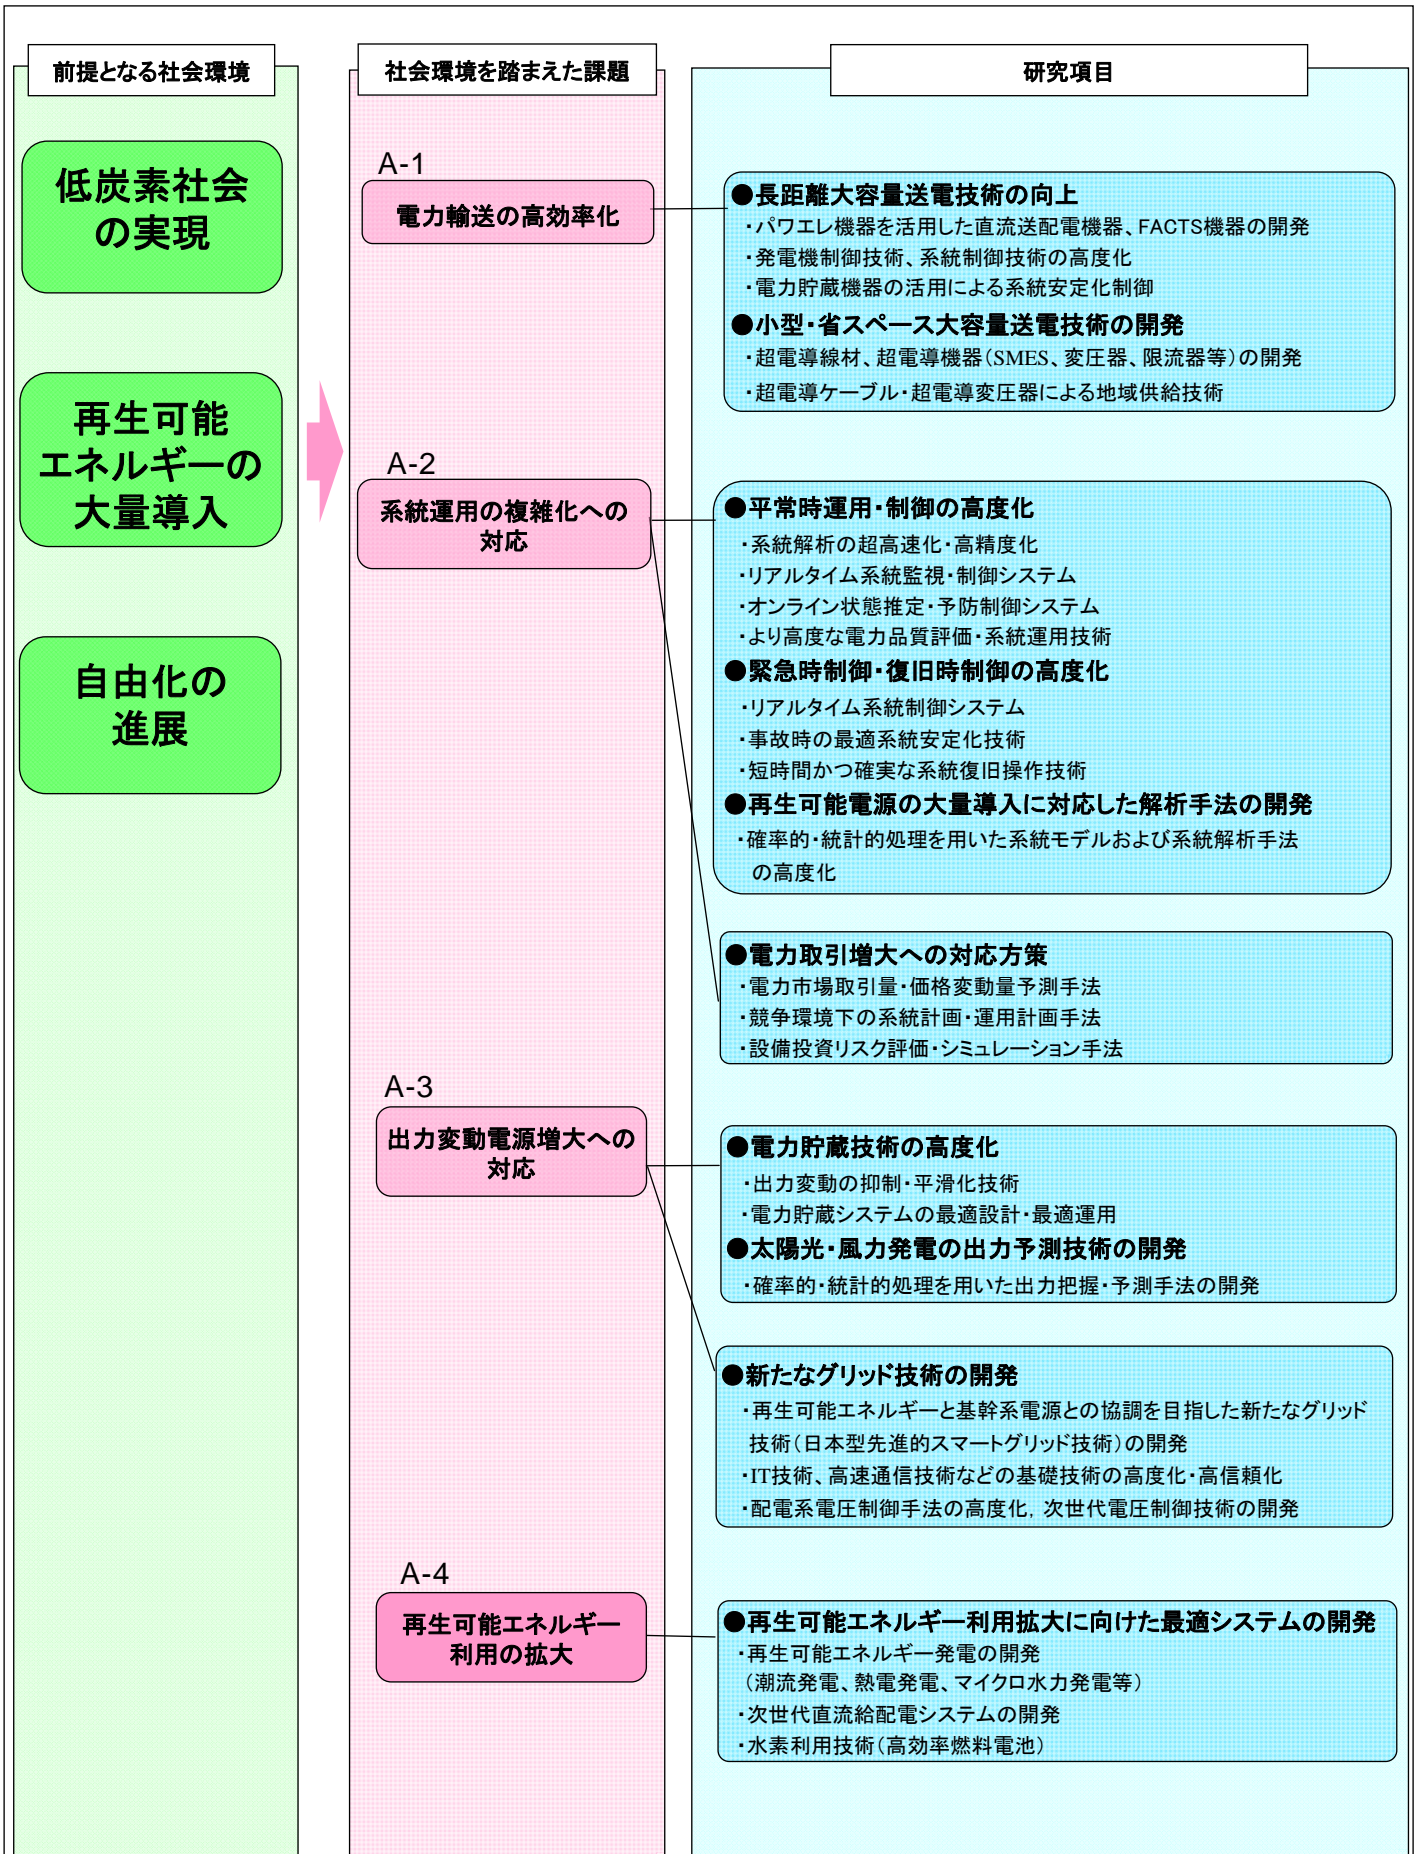 前提となる社会環境
社会環境を踏まえた課題
研究項目
低炭素社会
の実現
再生可能
エネルギーの
大量導入
自由化の
進展
A-1
電力輸送の高効率化
●長距離大容量送電技術の向上
・パワエレ機器を活用した直流送配電機器、FACTS機器の開発
・発電機制御技術、系統制御技術の高度化
・電力貯蔵機器の活用による系統安定化制御
●小型・省スペース大容量送電技術の開発
・超電導線材、超電導機器(SMES、変圧器、限流器等)の開発
・超電導ケーブル・超電導変圧器による地域供給技術
A-2
系統運用の複雑化への
対応
●平常時運用・制御の高度化
・系統解析の超高速化・高精度化
・リアルタイム系統監視・制御システム
・オンライン状態推定・予防制御システム
・より高度な電力品質評価・系統運用技術
●緊急時制御・復旧時制御の高度化
・リアルタイム系統制御システム
・事故時の最適系統安定化技術
・短時間かつ確実な系統復旧操作技術
●再生可能電源の大量導入に対応した解析手法の開発
・確率的・統計的処理を用いた系統モデルおよび系統解析手法
の高度化
●電力取引増大への対応方策
・電力市場取引量・価格変動量予測手法
・競争環境下の系統計画・運用計画手法
・設備投資リスク評価・シミュレーション手法
A-3
出力変動電源増大への
対応
●電力貯蔵技術の高度化
・出力変動の抑制・平滑化技術
・電力貯蔵システムの最適設計・最適運用
●太陽光・風力発電の出力予測技術の開発
・確率的・統計的処理を用いた出力把握・予測手法の開発
●新たなグリッド技術の開発
・再生可能エネルギーと基幹系電源との協調を目指した新たなグリッド
技術(日本型先進的スマートグリッド技術)の開発
・IT技術、高速通信技術などの基礎技術の高度化・高信頼化
・配電系電圧制御手法の高度化, 次世代電圧制御技術の開発
A-4
再生可能エネルギー
利用の拡大
●再生可能エネルギー利用拡大に向けた最適システムの開発
・再生可能エネルギー発電の開発
(潮流発電、熱電発電、マイクロ水力発電等)
・次世代直流給配電システムの開発
・水素利用技術(高効率燃料電池)